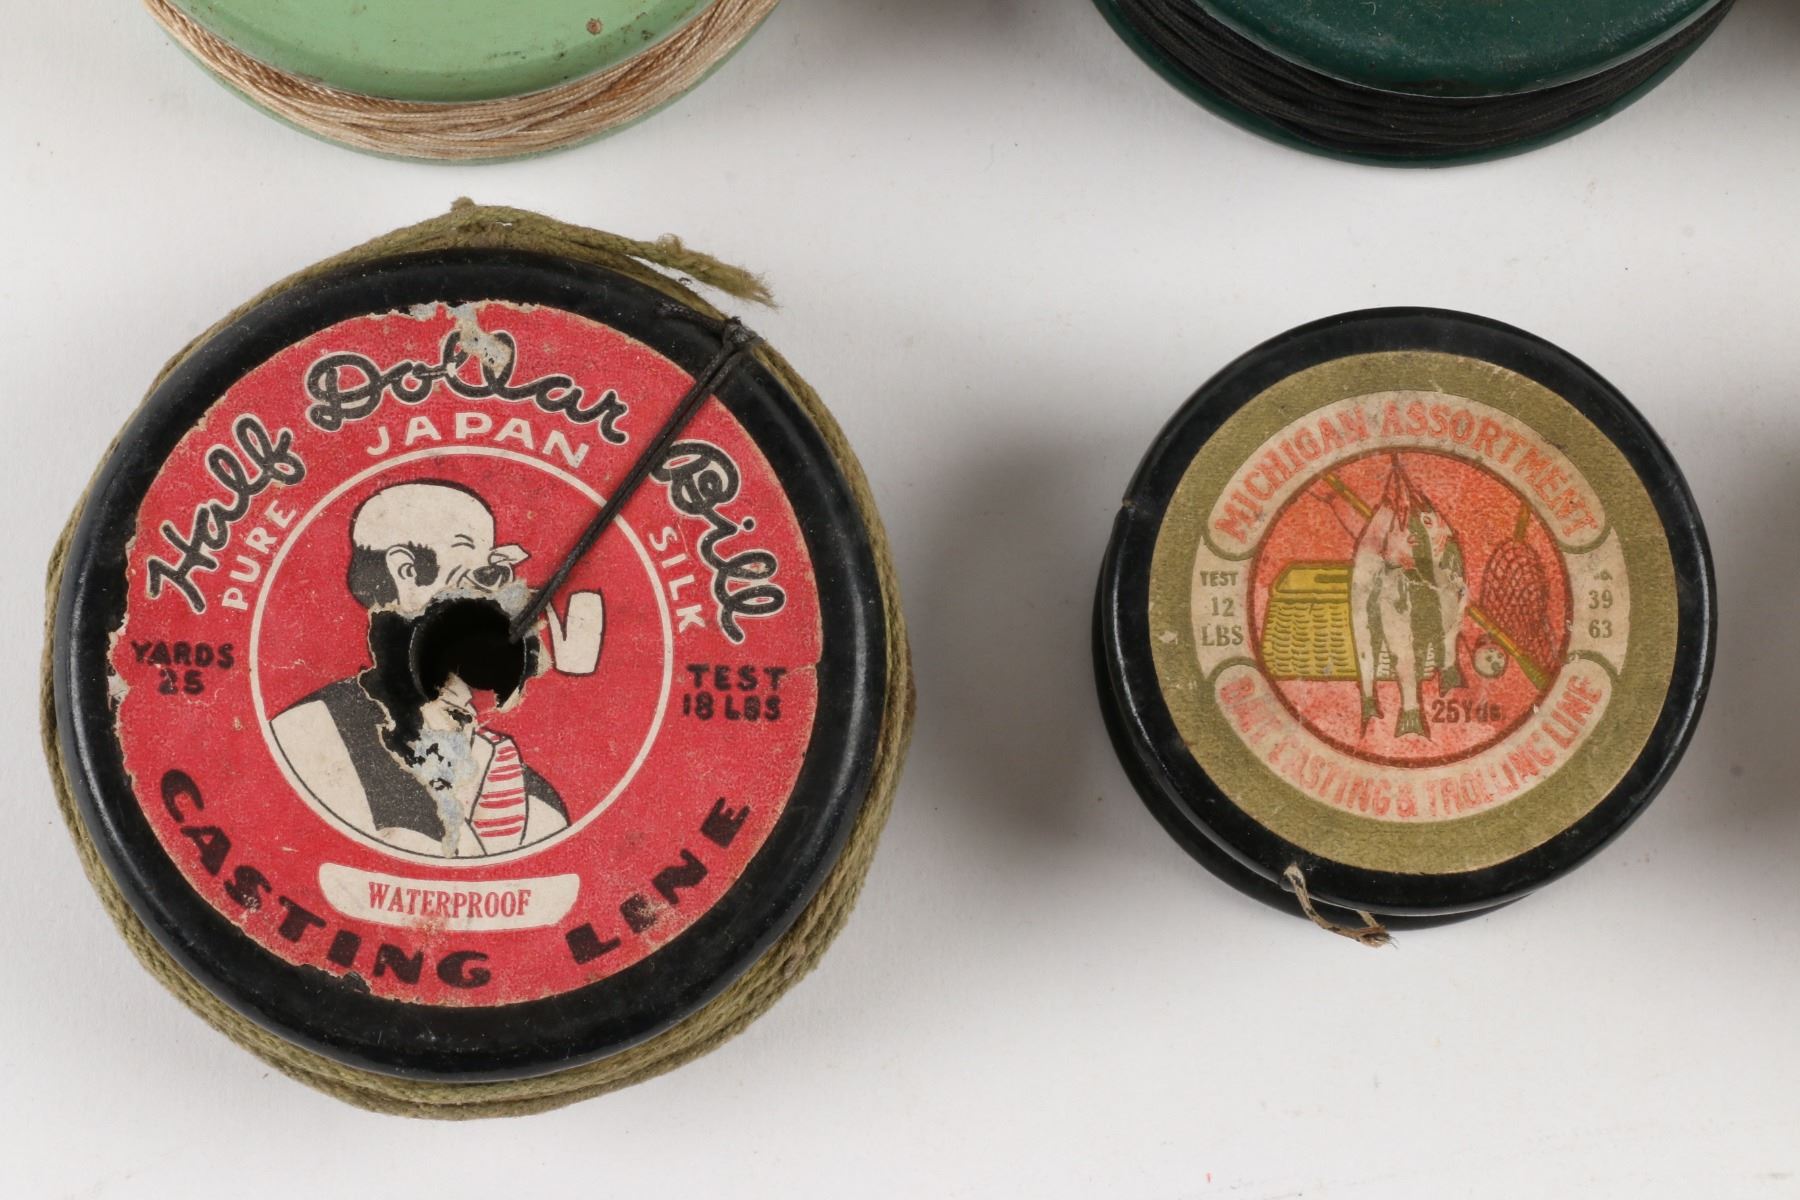 Half Dollar Bill
PURE JAPAN SILK
YARDS
25
TEST
18 LBS
WATERPROOF
CASTING LINE
MICHIGAN ASSORTMENT
TEST
12
LBS
39
63
25Yds.
BAIT CASTING & TROLLING LINE